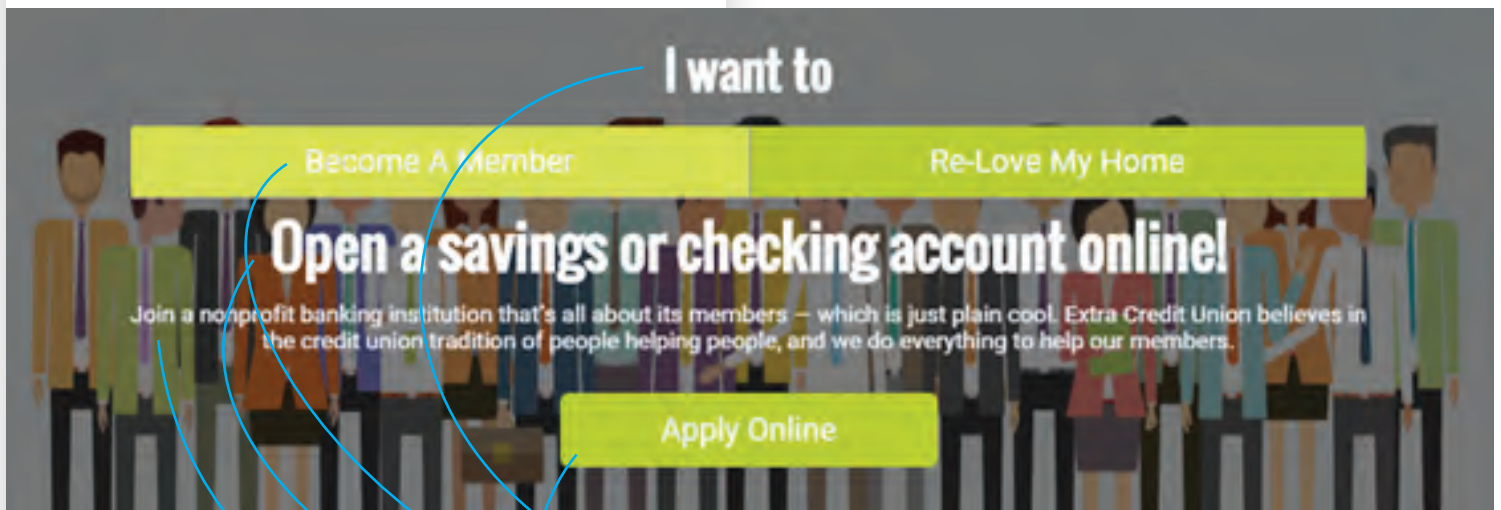 I want to
Become A Member
Re-Love My Home
Open a savings or checking account online!
Join a nonprofit banking institution that's all about its members — which is just plain cool. Extra Credit Union believes in
the credit union tradition of people helping people, and we do everything to help our members.
Apply Online